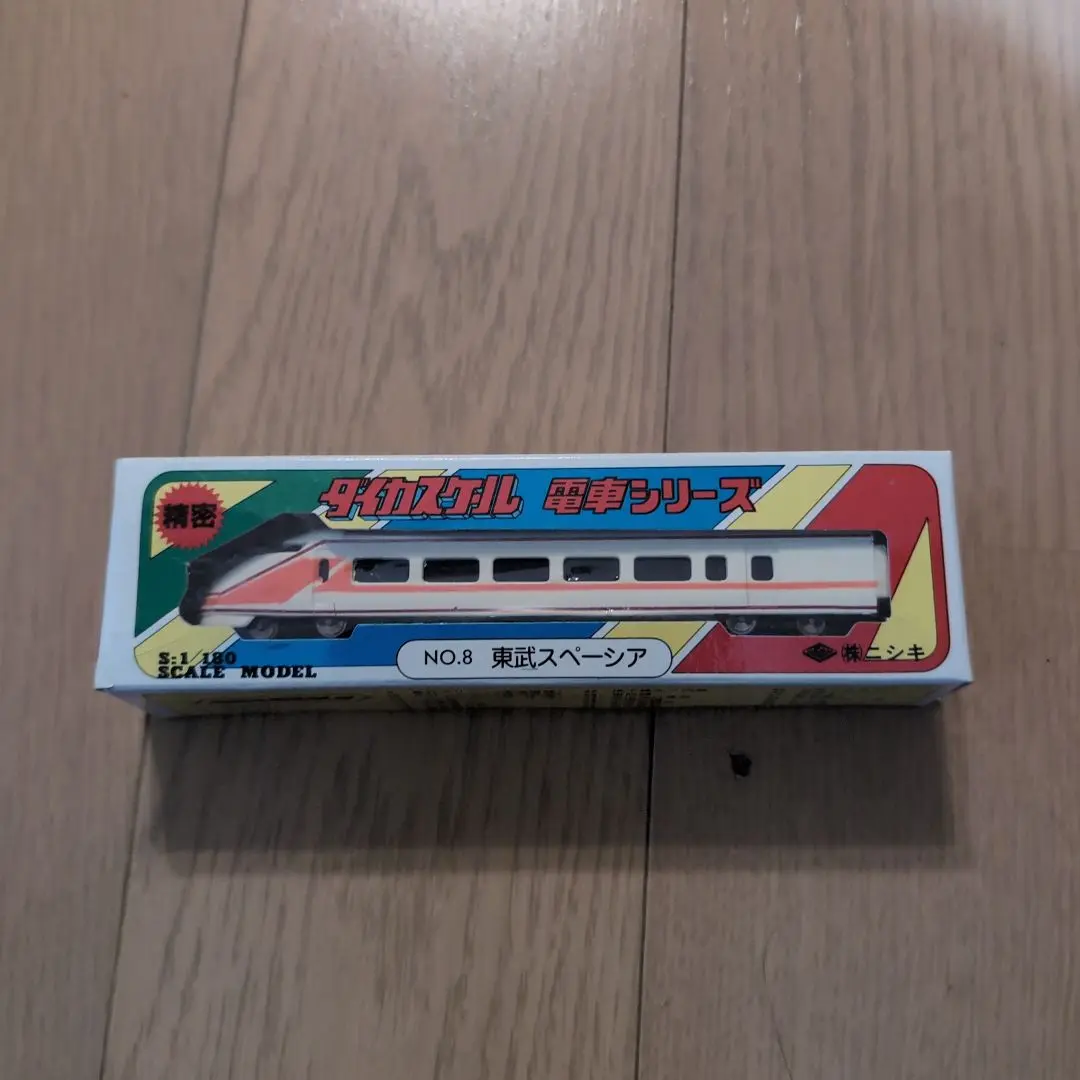 精密
ダイカスケール 電車シリーズ
S:1/180
SCALE MODEL
NO.8 東武スペーシア
㈱ニシキ